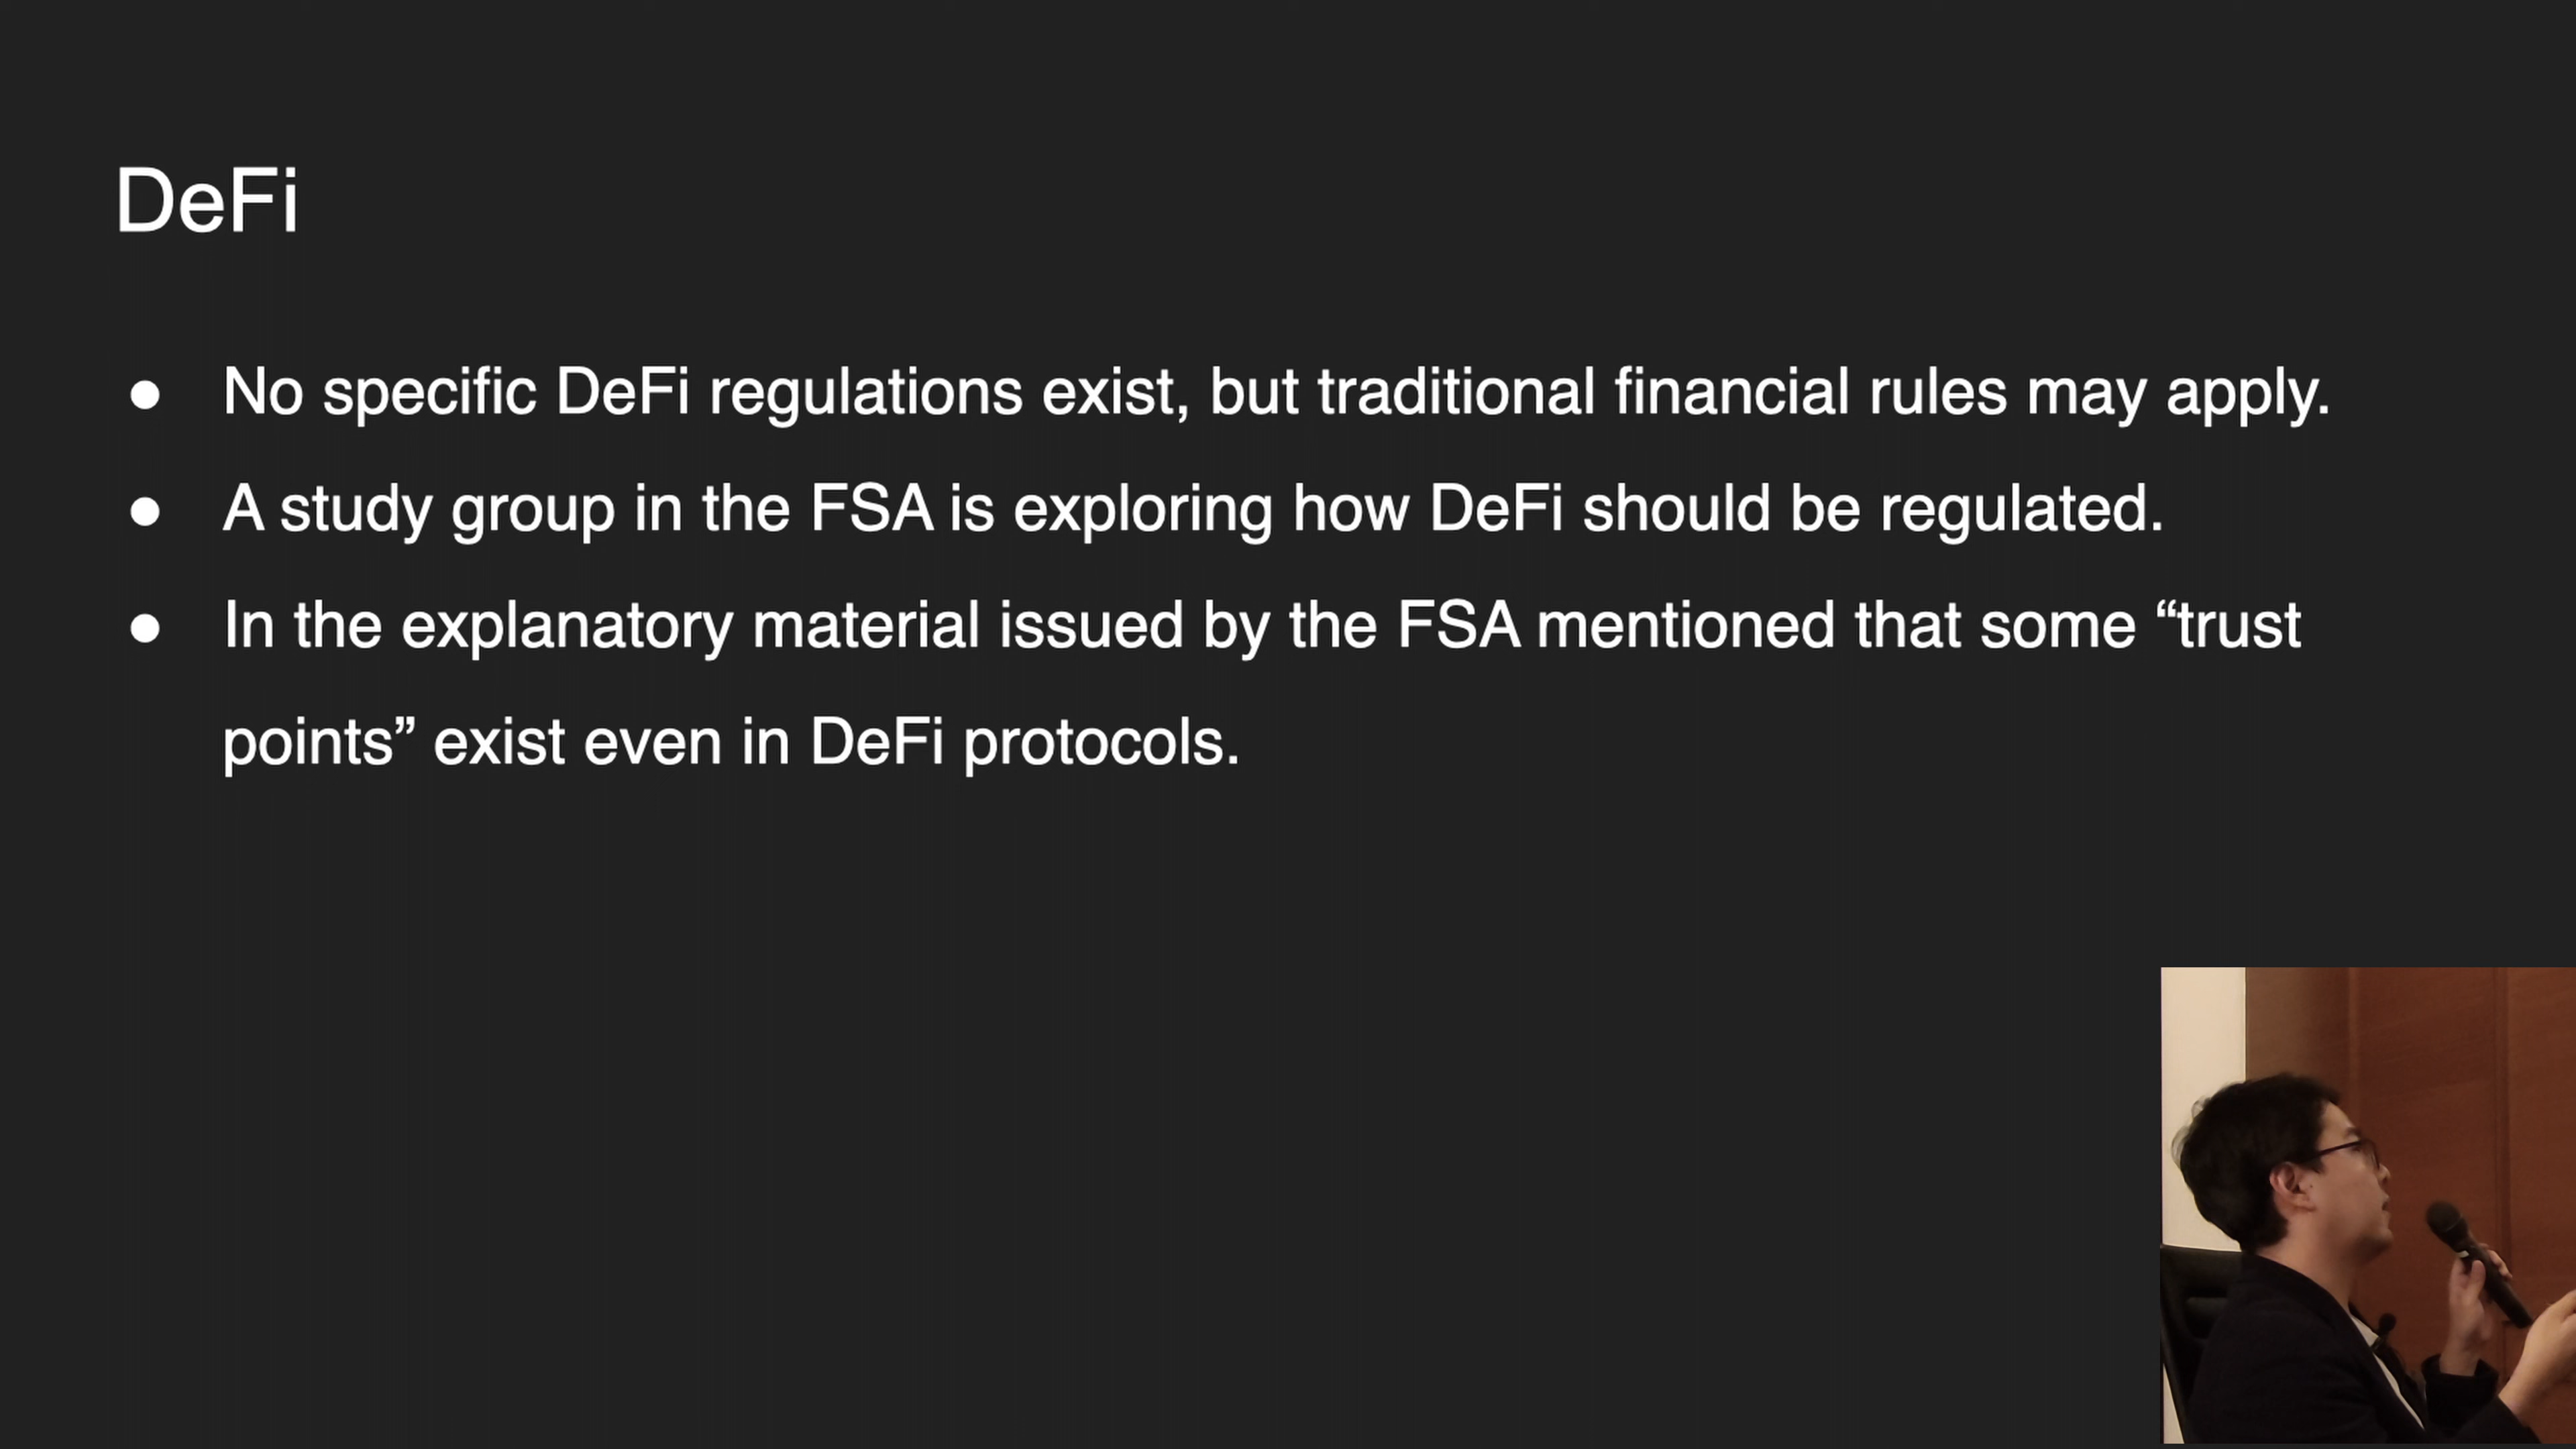 DeFi
● No specific DeFi regulations exist, but traditional financial rules may apply.
● A study group in the FSA is exploring how DeFi should be regulated.
● In the explanatory material issued by the FSA mentioned that some “trust
points” exist even in DeFi protocols.